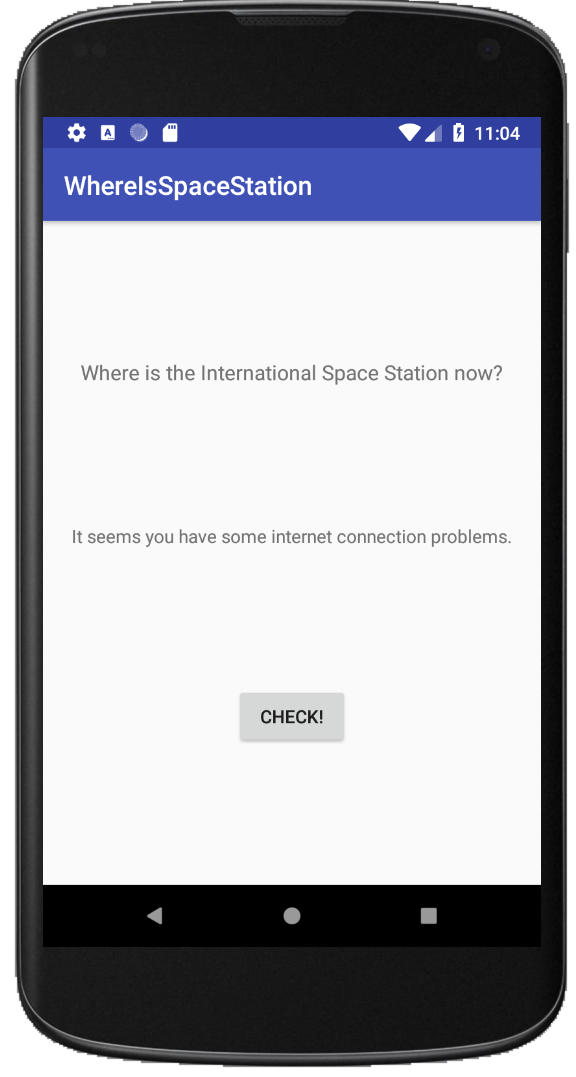 11:04
WhereIsSpaceStation
Where is the International Space Station now?
It seems you have some internet connection problems.
CHECK!